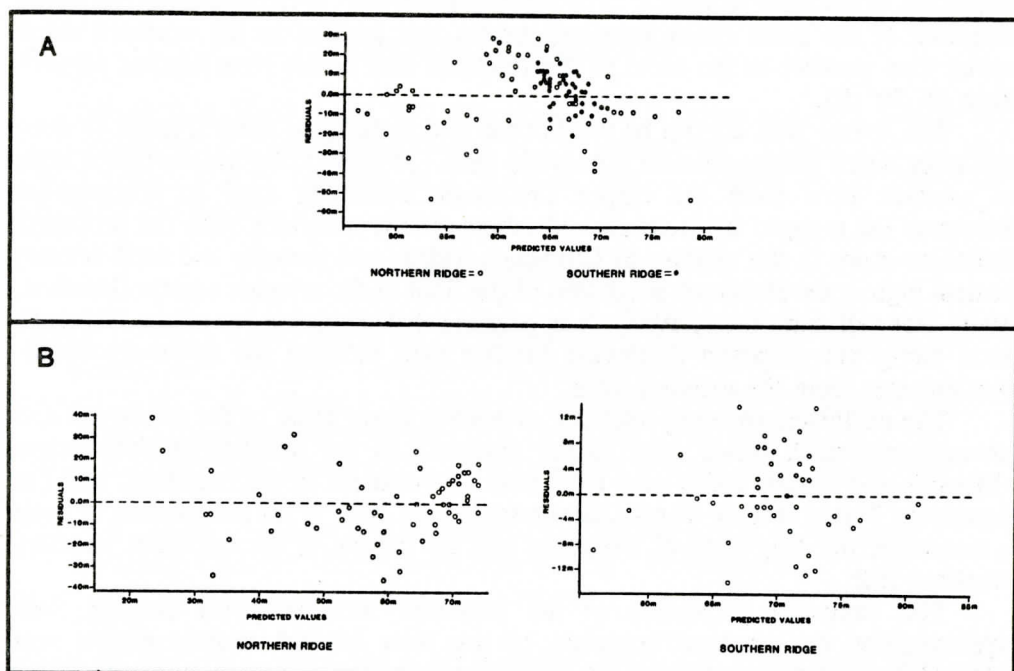 A
30m
20m
10m
0.0m
-10m
-20m
-30m
-40m
-50m
-60m
RESIDUALS
50m 55m 60m 65m 70m 75m 80m
PREDICTED VALUES
NORTHERN RIDGE = ○ SOUTHERN RIDGE = •
B
40m
30m
20m
10m
0.0m
-10m
-20m
-30m
-40m
RESIDUALS
20m 30m 40m 50m 60m 70m
PREDICTED VALUES
NORTHERN RIDGE
12m
8m
4m
0.0m
-4m
-8m
-12m
RESIDUALS
60m 65m 70m 75m 80m 85m
PREDICTED VALUES
SOUTHERN RIDGE